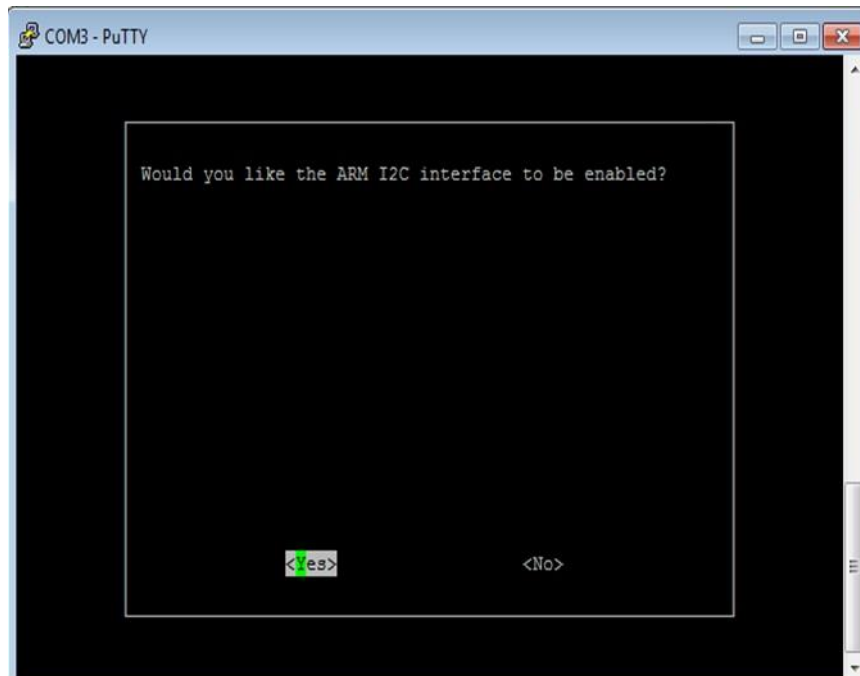 COM3 - PuTTY
Would you like the ARM I2C interface to be enabled?
<Yes> <No>